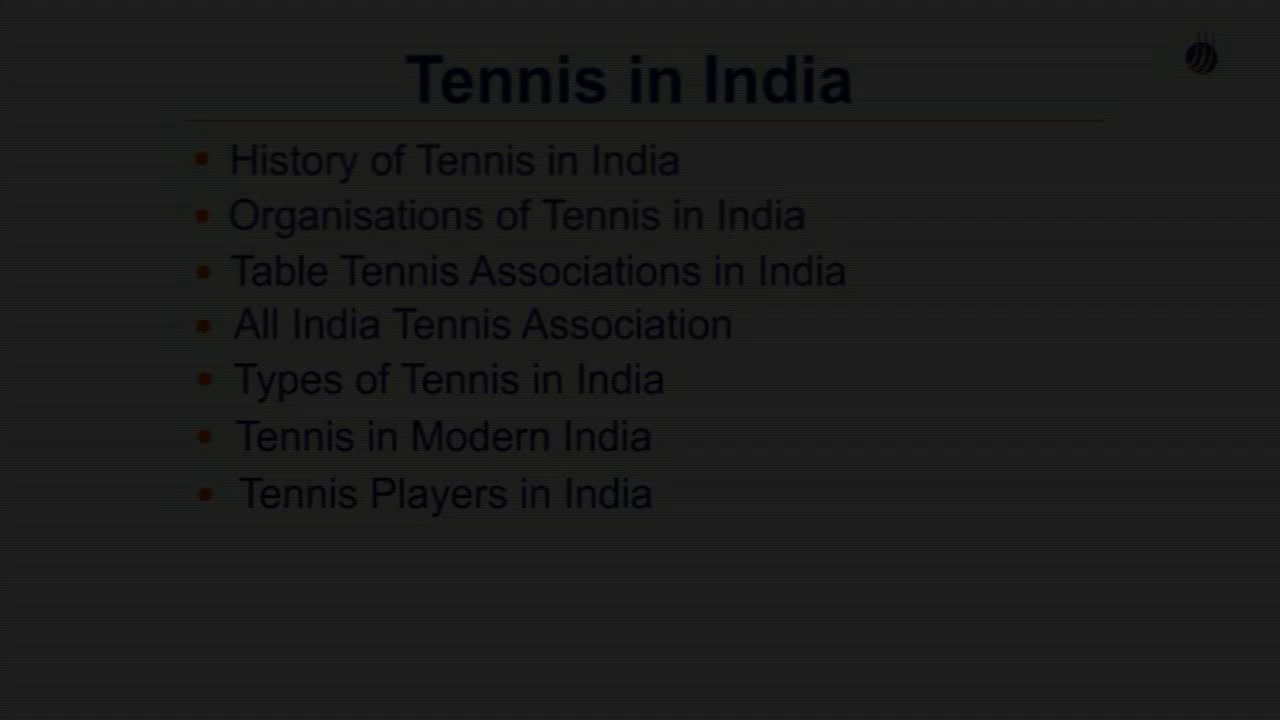 Tennis in India
History of Tennis in India
Organisations of Tennis in India
Table Tennis Associations in India
All India Tennis Association
Types of Tennis in India
Tennis in Modern India
Tennis Players in India